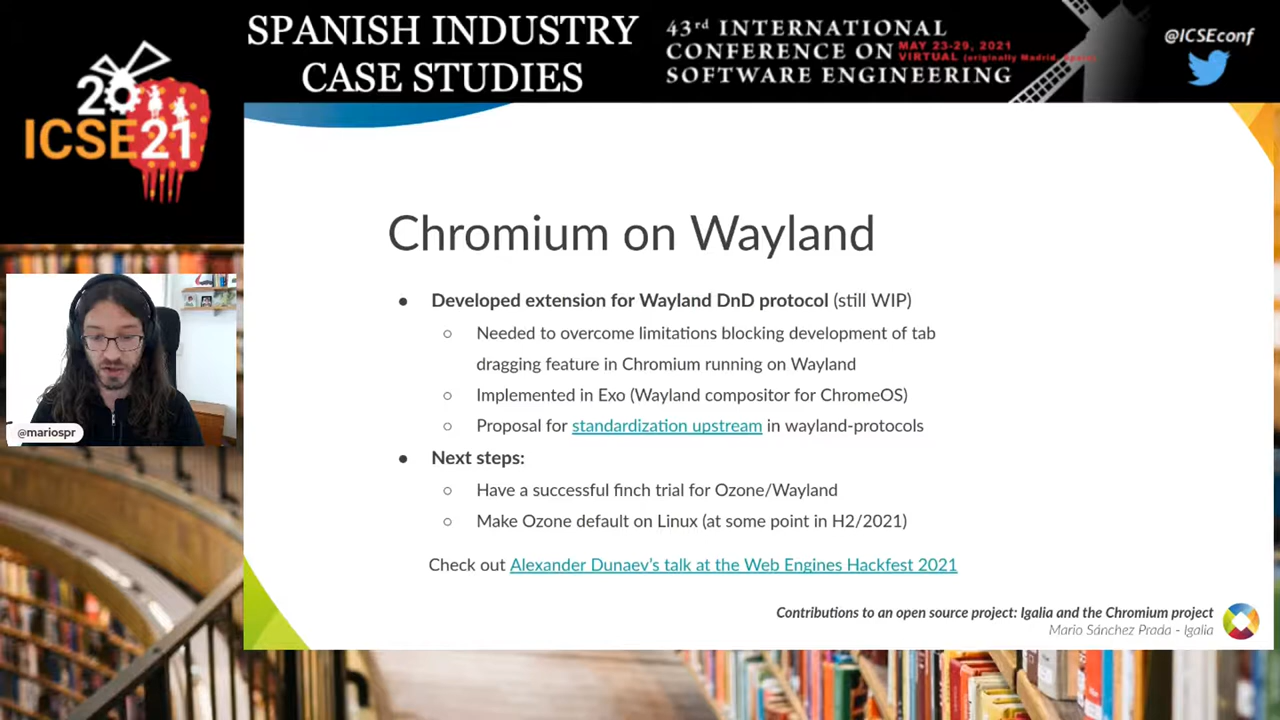 SPANISH INDUSTRY
CASE STUDIES
43rd INTERNATIONAL
CONFERENCE ON MAY 23-29, 2021
VIRTUAL (originally Madrid, Spain)
SOFTWARE ENGINEERING
@ICSEconf
20
ICSE21
Chromium on Wayland
● Developed extension for Wayland DnD protocol (still WIP)
○ Needed to overcome limitations blocking development of tab
dragging feature in Chromium running on Wayland
○ Implemented in Exo (Wayland compositor for ChromeOS)
○ Proposal for standardization upstream in wayland-protocols
● Next steps:
○ Have a successful finch trial for Ozone/Wayland
○ Make Ozone default on Linux (at some point in H2/2021)
Check out Alexander Dunaev's talk at the Web Engines Hackfest 2021
Contributions to an open source project: Igalia and the Chromium project
Mario Sánchez Prada - Igalia
@mariospr